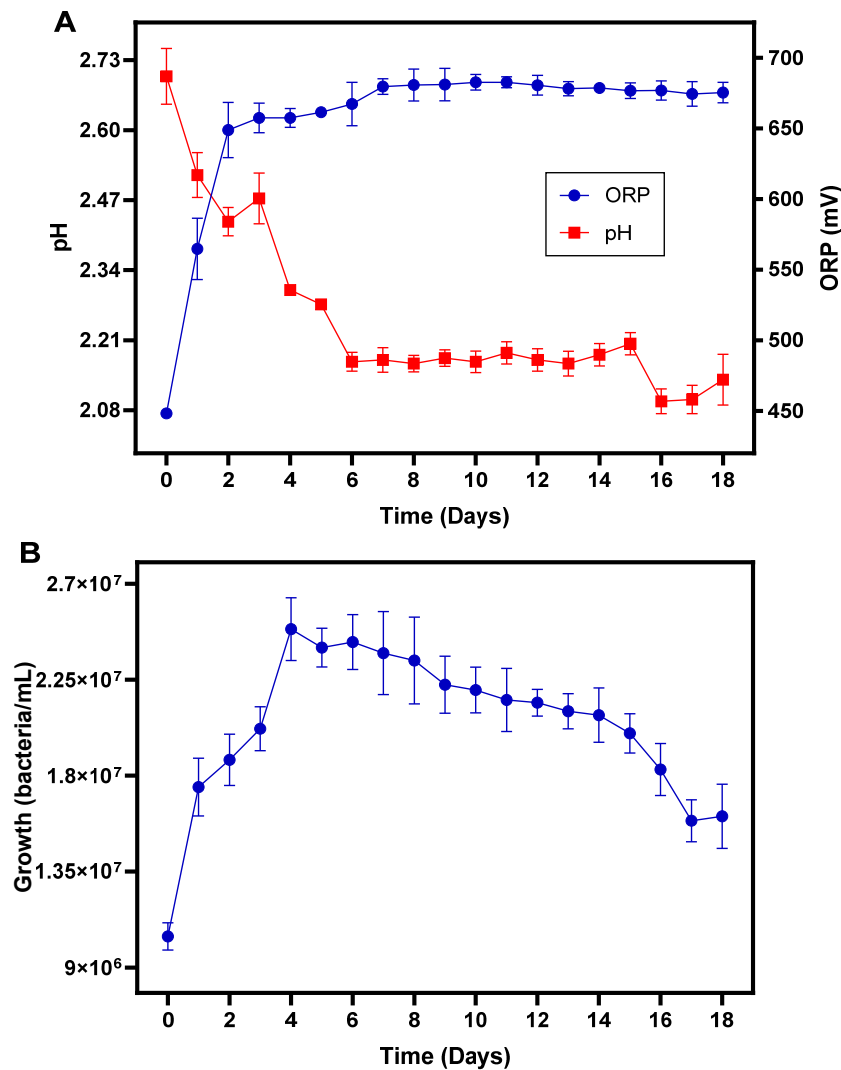 A
2.73
2.60
2.47
2.34
2.21
2.08
pH
700
650
600
550
500
450
ORP (mV)
ORP
pH
0 2 4 6 8 10 12 14 16 18
Time (Days)
B
2.7×10⁷
2.25×10⁷
1.8×10⁷
1.35×10⁷
9×10⁶
Growth (bacteria/mL)
0 2 4 6 8 10 12 14 16 18
Time (Days)